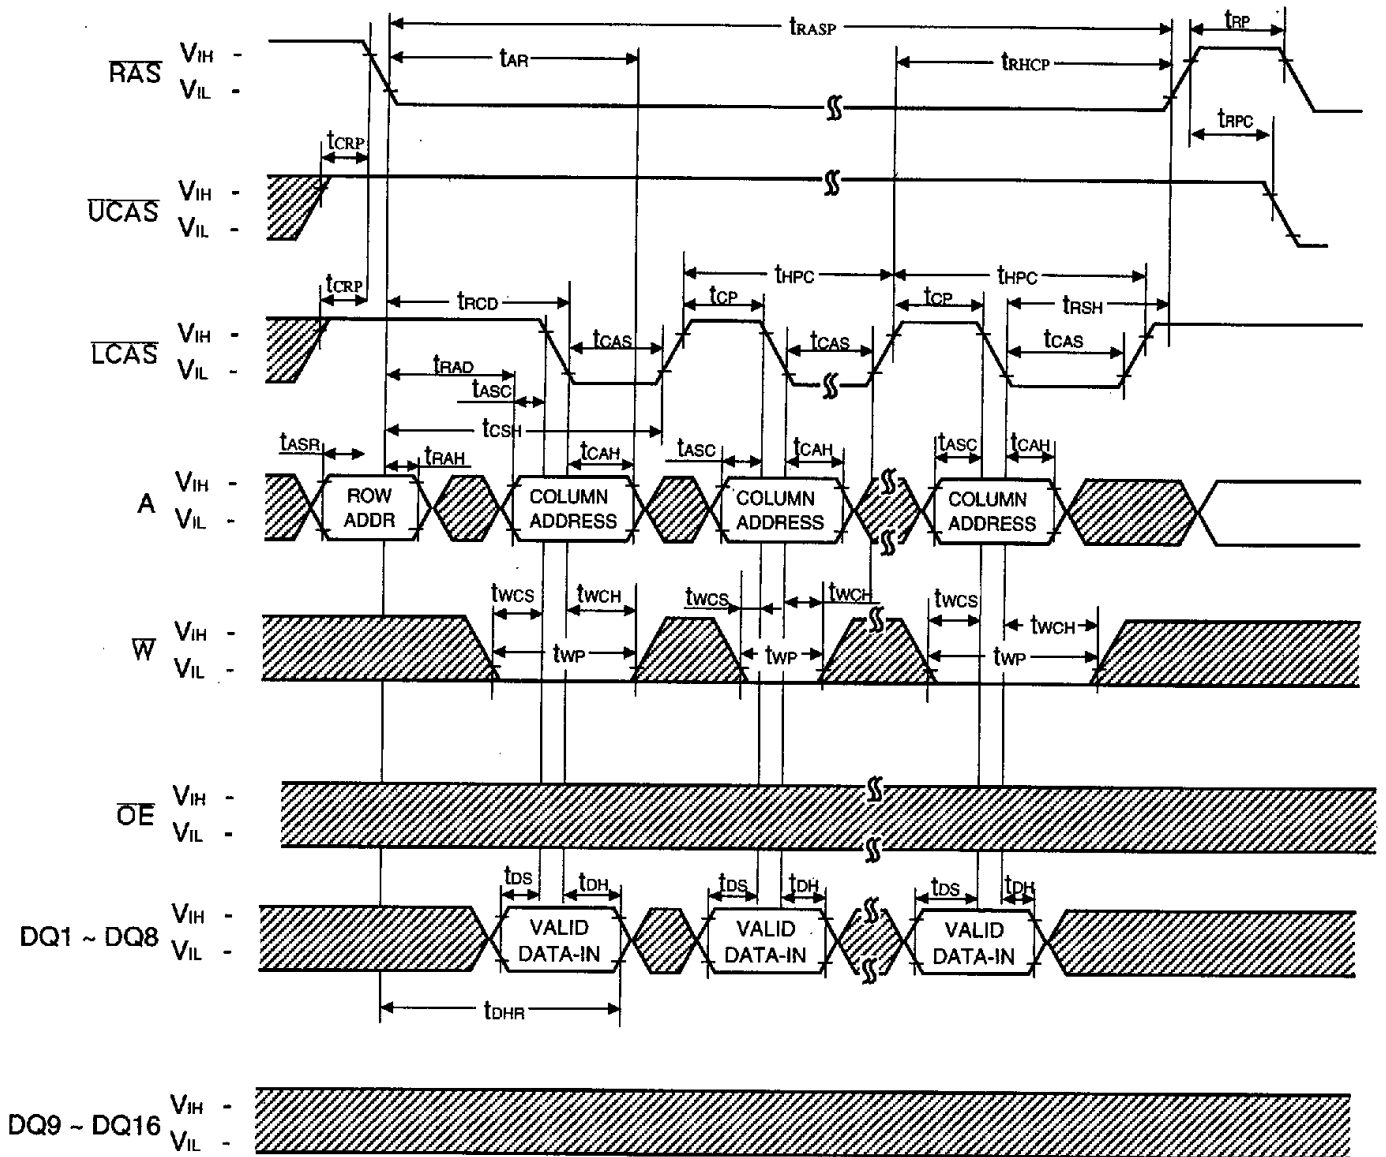 tRASP
tRP
tAR
tRHCP
RAS
VIH -
VIL -
tRPC
tCRP
UCAS
VIH -
VIL -
tCRP
tRCD
tHPC
tHPC
tCP
tCP
tRSH
LCAS
VIH -
VIL -
tCAS
tCAS
tCAS
tRAD
tASC
tCSH
tASR
tRAH
tCAH
tASC
tCAH
tASC
tCAH
A
VIH -
VIL -
ROW
ADDR
COLUMN
ADDRESS
COLUMN
ADDRESS
COLUMN
ADDRESS
tWCS
tWCH
tWCS
tWCH
tWCS
tWCH
W
VIH -
VIL -
tWP
tWP
tWP
OE
VIH -
VIL -
tDS
tDH
tDS
tDH
tDS
tDH
DQ1 ~ DQ8
VIH -
VIL -
VALID
DATA-IN
VALID
DATA-IN
VALID
DATA-IN
tDHR
DQ9 ~ DQ16
VIH -
VIL -